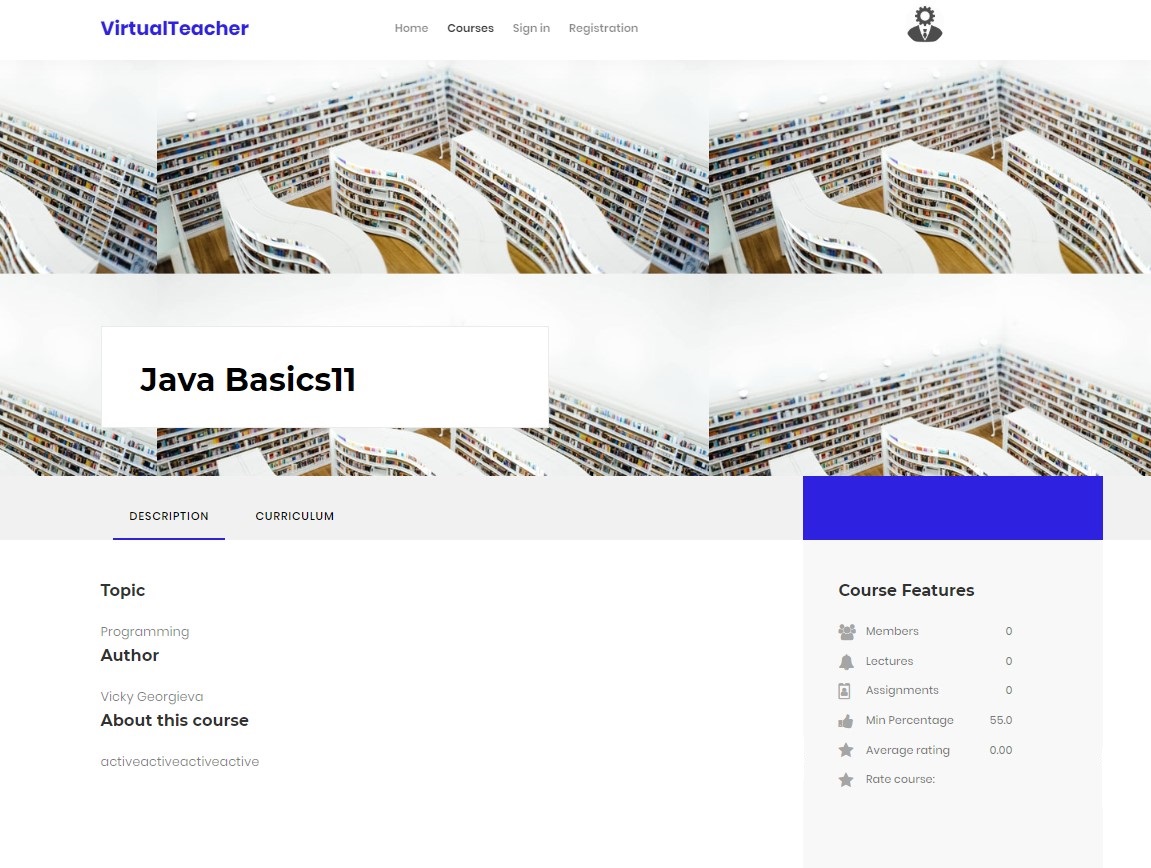 VirtualTeacher
Home Courses Sign in Registration
Java Basics11
DESCRIPTION CURRICULUM
Topic
Programming
Author
Vicky Georgieva
About this course
activeactiveactiveactive
Course Features
Members 0
Lectures 0
Assignments 0
Min Percentage 55.0
Average rating 0.00
Rate course: